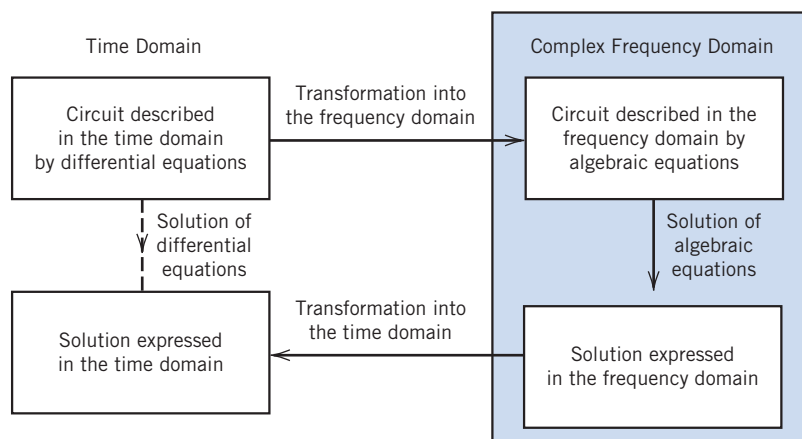 Time Domain
Complex Frequency Domain
Circuit described
in the time domain
by differential equations
Transformation into
the frequency domain
Circuit described in the
frequency domain by
algebraic equations
Solution of
differential
equations
Solution of
algebraic
equations
Solution expressed
in the time domain
Transformation into
the time domain
Solution expressed
in the frequency domain